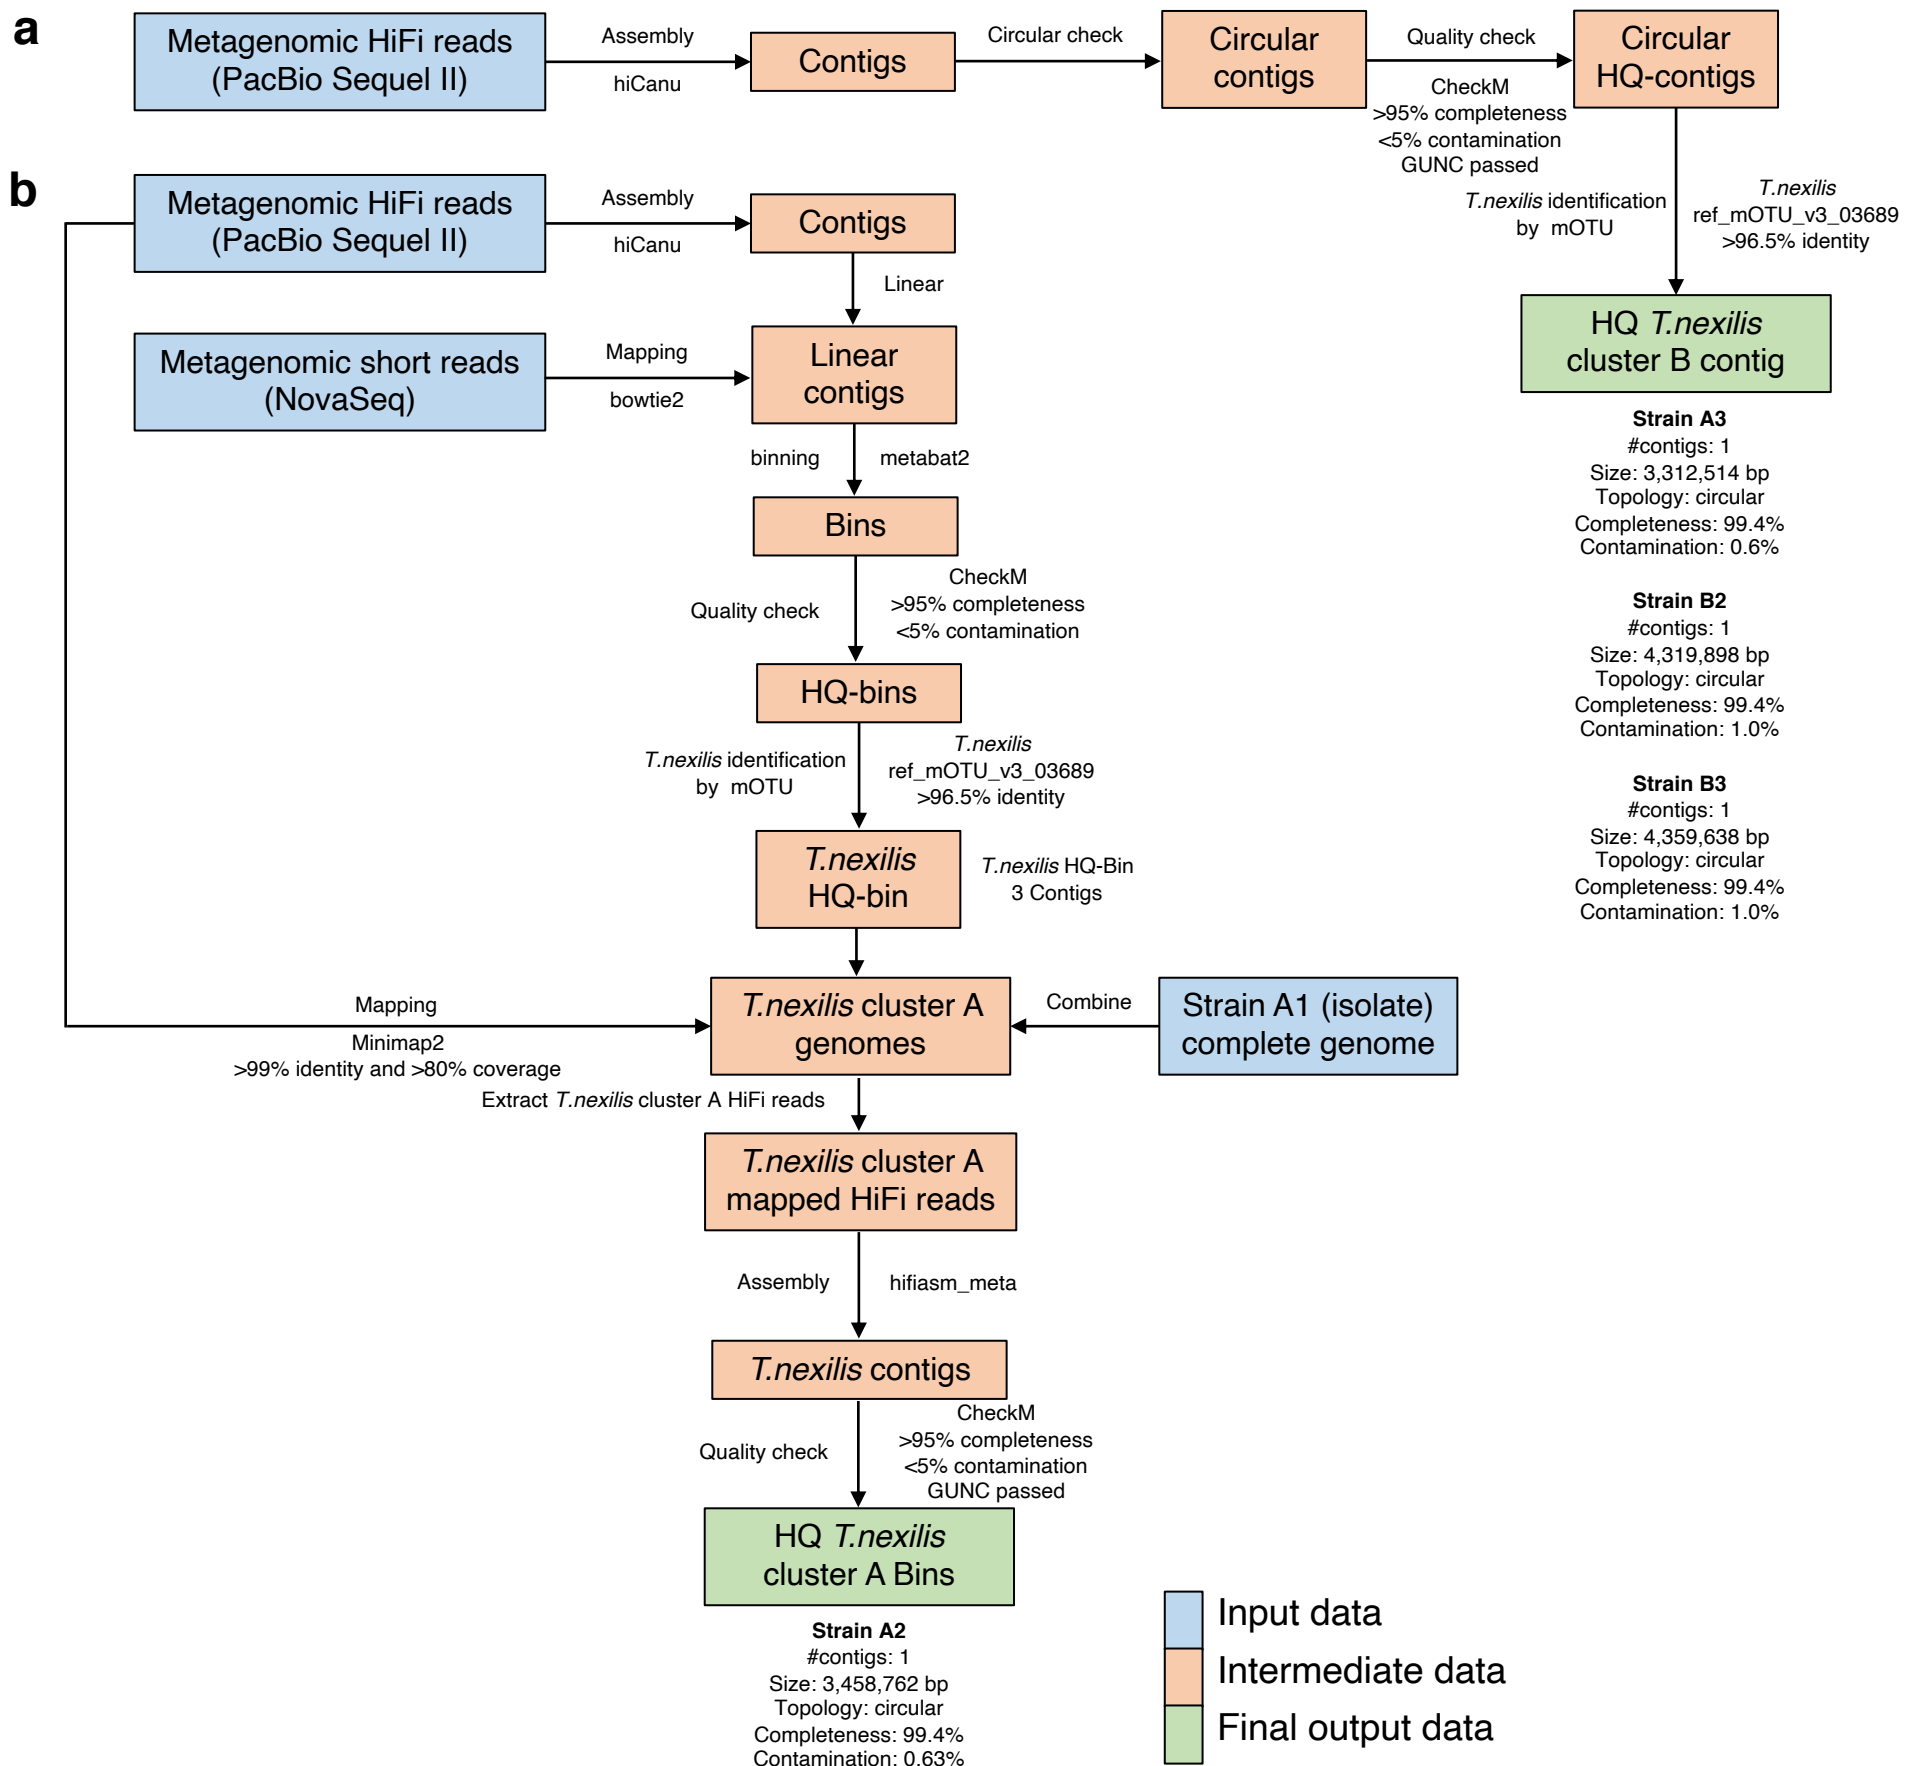 a
Metagenomic HiFi reads
(PacBio Sequel II)
Assembly
hiCanu
Contigs
Circular check
Circular
contigs
Quality check
CheckM
>95% completeness
<5% contamination
GUNC passed
Circular
HQ-contigs
T.nexilis identification
by mOTU
T.nexilis
ref_mOTU_v3_03689
>96.5% identity
HQ T.nexilis
cluster B contig
Strain A3
#contigs: 1
Size: 3,312,514 bp
Topology: circular
Completeness: 99.4%
Contamination: 0.6%
Strain B2
#contigs: 1
Size: 4,319,898 bp
Topology: circular
Completeness: 99.4%
Contamination: 1.0%
Strain B3
#contigs: 1
Size: 4,359,638 bp
Topology: circular
Completeness: 99.4%
Contamination: 1.0%
b
Metagenomic HiFi reads
(PacBio Sequel II)
Assembly
hiCanu
Contigs
Linear
Metagenomic short reads
(NovaSeq)
Mapping
bowtie2
Linear
contigs
binning
metabat2
Bins
Quality check
CheckM
>95% completeness
<5% contamination
HQ-bins
T.nexilis identification
by mOTU
T.nexilis
ref_mOTU_v3_03689
>96.5% identity
T.nexilis
HQ-bin
T.nexilis HQ-Bin
3 Contigs
Mapping
Minimap2
>99% identity and >80% coverage
T.nexilis cluster A
genomes
Combine
Strain A1 (isolate)
complete genome
Extract T.nexilis cluster A HiFi reads
T.nexilis cluster A
mapped HiFi reads
Assembly
hifiasm_meta
T.nexilis contigs
Quality check
CheckM
>95% completeness
<5% contamination
GUNC passed
HQ T.nexilis
cluster A Bins
Strain A2
#contigs: 1
Size: 3,458,762 bp
Topology: circular
Completeness: 99.4%
Contamination: 0.63%
Input data
Intermediate data
Final output data